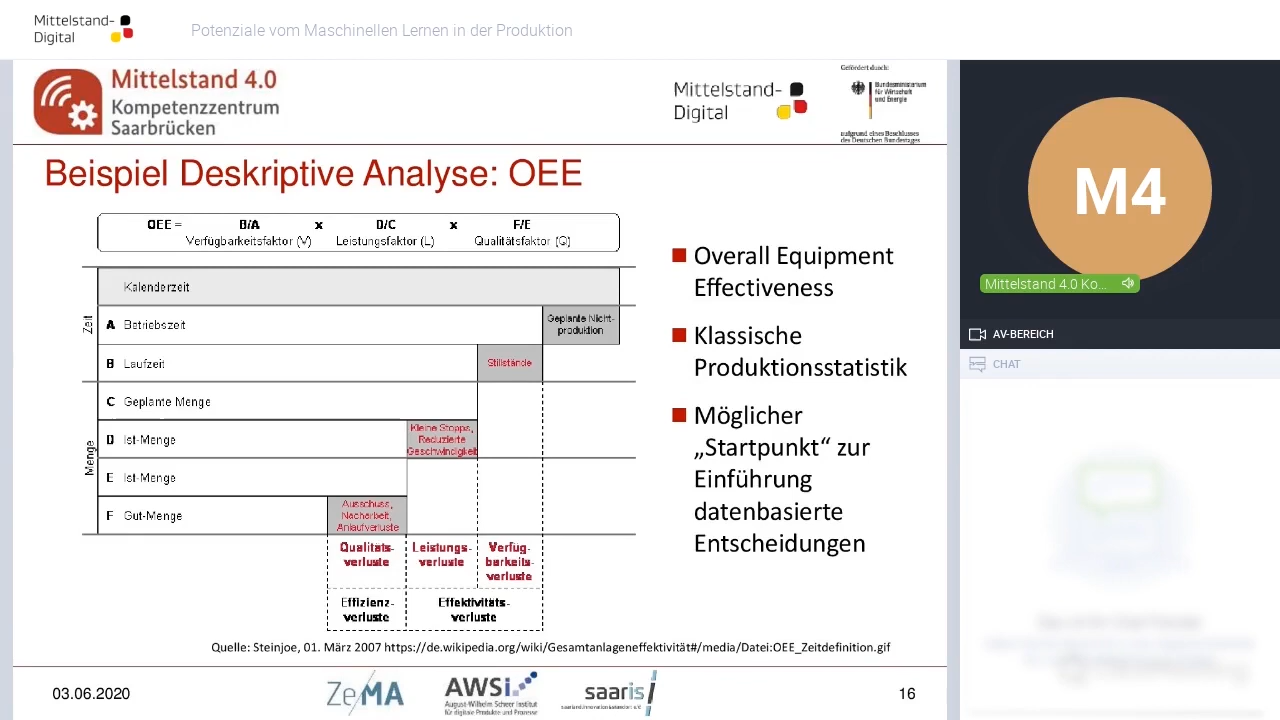 Mittelstand-
Digital
Potenziale vom Maschinellen Lernen in der Produktion
Mittelstand 4.0
Kompetenzzentrum
Saarbrücken
Mittelstand-
Digital
Gefördert durch:
Bundesministerium
für Wirtschaft
und Energie
aufgrund eines Beschlusses
des Deutschen Bundestages
Beispiel Deskriptive Analyse: OEE
OEE = B/A x D/C x F/E
Verfügbarkeitsfaktor (V) Leistungsfaktor (L) Qualitätsfaktor (Q)
Zeit
Kalenderzeit
A Betriebszeit
Geplante Nicht-
produktion
B Laufzeit
Stillstände
Menge
C Geplante Menge
D Ist-Menge
Kleine Stopps,
Reduzierte
Geschwindigkeit
E Ist-Menge
F Gut-Menge
Ausschuss,
Nacharbeit,
Anlaufverluste
Qualitäts-
verluste
Leistungs-
verluste
Verfüg-
barkeits-
verluste
Effizienz-
verluste
Effektivitäts-
verluste
Overall Equipment
Effectiveness
Klassische
Produktionsstatistik
Möglicher
„Startpunkt“ zur
Einführung
datenbasierte
Entscheidungen
Quelle: Steinjoe, 01. März 2007 https://de.wikipedia.org/wiki/Gesamtanlageneffektivität#/media/Datei:OEE_Zeitdefinition.gif
03.06.2020
ZeMA
AWSi
August-Wilhelm Scheer Institut
für digitale Produkte und Prozesse
saaris
saarland.innovation&standort e.V.
16
M4
Mittelstand 4.0 Ko...
AV-BEREICH
CHAT